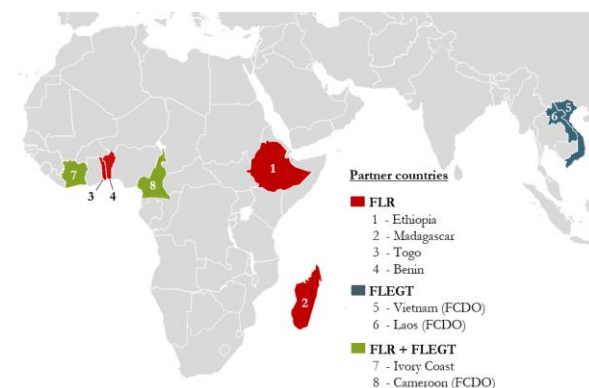 5
6
7
3
4
8
1
2
Partner countries
FLR
1 - Ethiopia
2 - Madagascar
3 - Togo
4 - Benin
FLEGT
5 - Vietnam (FCDO)
6 - Laos (FCDO)
FLR + FLEGT
7 - Ivory Coast
8 - Cameroon (FCDO)